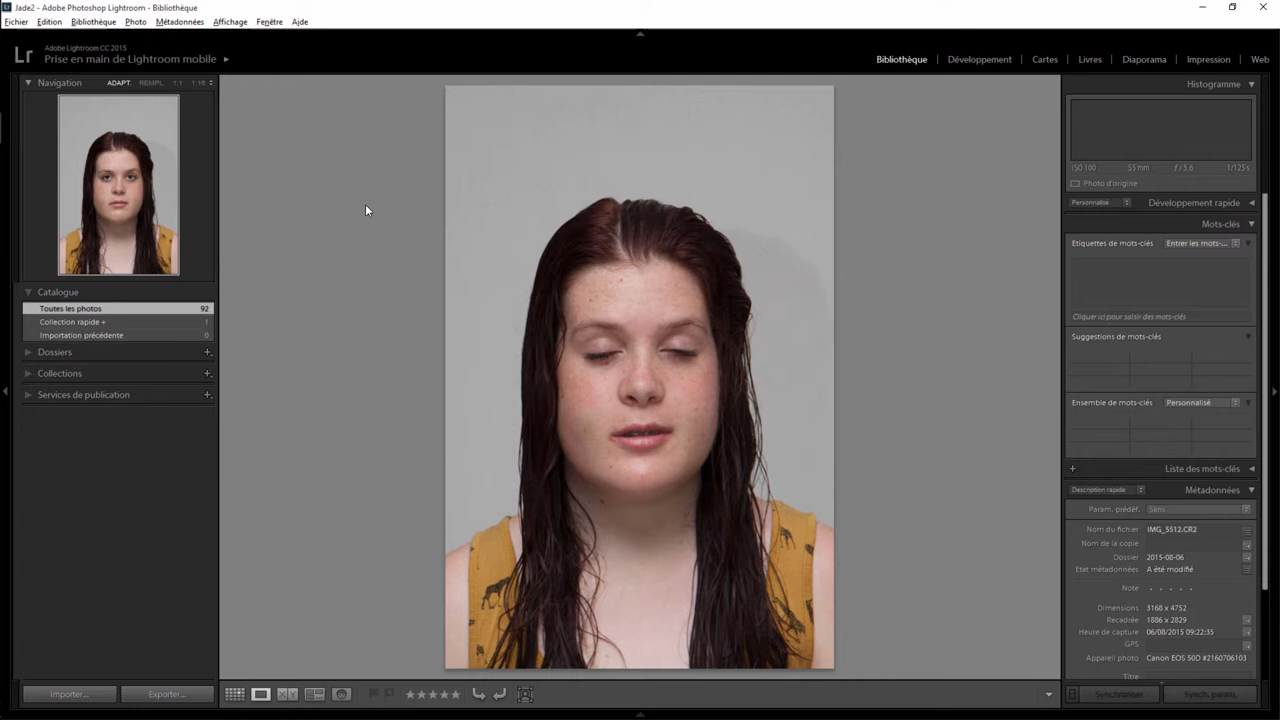 Jade2 - Adobe Photoshop Lightroom - Bibliothèque
Fichier Edition Bibliothèque Photo Métadonnées Affichage Fenêtre Aide
Lr
Adobe Lightroom CC 2015
Prise en main de Lightroom mobile
Bibliothèque Développement Cartes Livres Diaporama Impression Web
Navigation ADAPT. REMPL. 1:1 1:16
Catalogue
Toutes les photos 92
Collection rapide + 1
Importation précédente 0
Dossiers
Collections
Services de publication
Importer... Exporter...
XY
Histogramme
ISO 100 55 mm f / 5,6 1/125 s
Photo d'origine
Personnalisé Développement rapide
Mots-clés
Etiquettes de mots-clés Entrer les mots-...
Cliquer ici pour saisir des mots-clés
Suggestions de mots-clés
Ensemble de mots-clés Personnalisé
Liste des mots-clés
Description rapide Métadonnées
Param. prédéf. Sans
Nom du fichier IMG_5512.CR2
Nom de la copie
Dossier 2015-08-06
Etat métadonnées A été modifié
Note
Dimensions 3168 x 4752
Recadrée 1886 x 2829
Heure de capture 06/08/2015 09:22:35
GPS
Appareil photo Canon EOS 50D #2160706103
Titre
Synchroniser Synch. param.